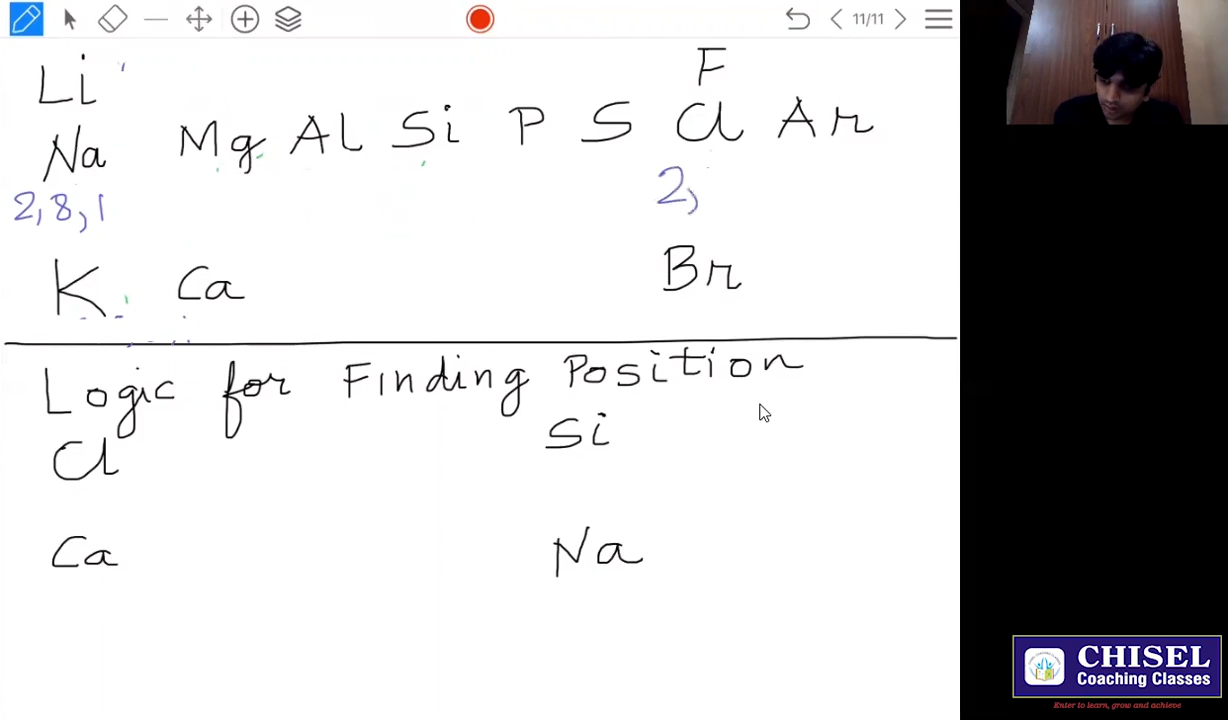 11/11
Li F
Na Mg Al Si P S Cl Ar
2,8,1 2,
K Ca Br
Logic for Finding Position
Cl Si
Ca Na
CHISEL
Coaching Classes
Enter to learn, grow and achieve